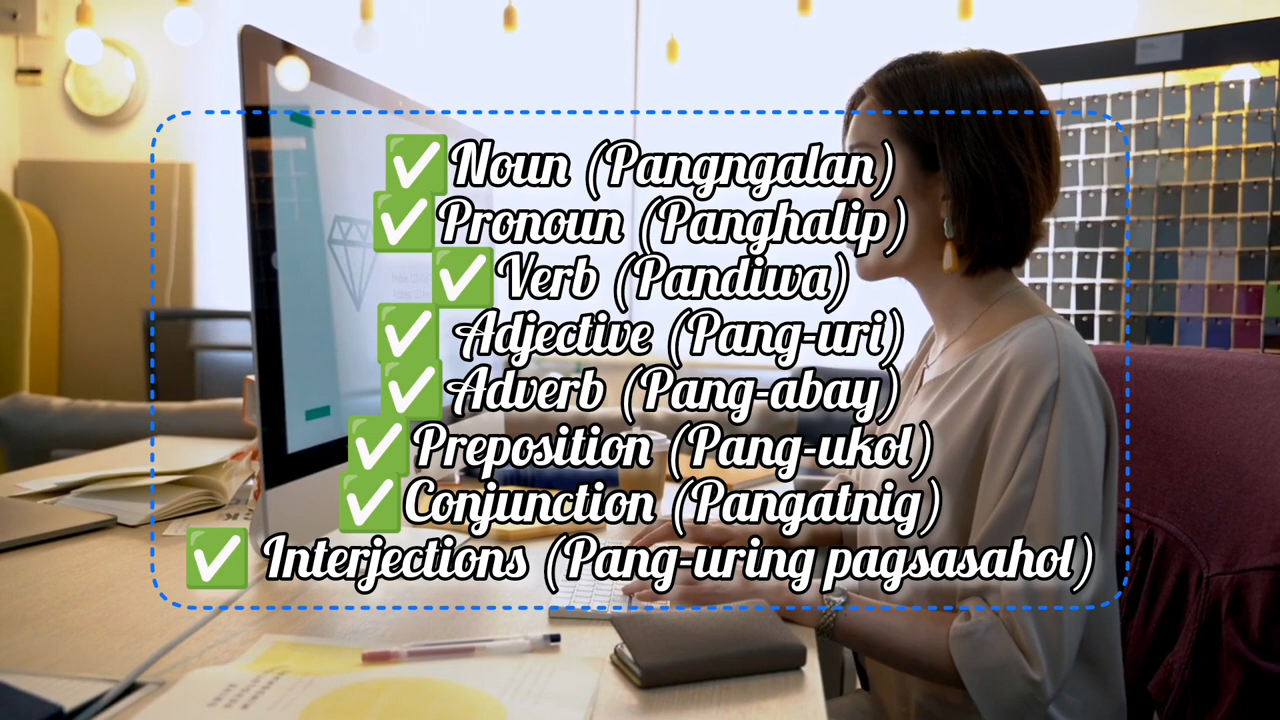 ✅Noun (Pangngalan)
✅Pronoun (Panghalip)
✅Verb (Pandiwa)
✅ Adjective (Pang-uri)
✅ Adverb (Pang-abay)
✅Preposition (Pang-ukol)
✅Conjunction (Pangatnig)
✅ Interjections (Pang-uring pagsasahol)